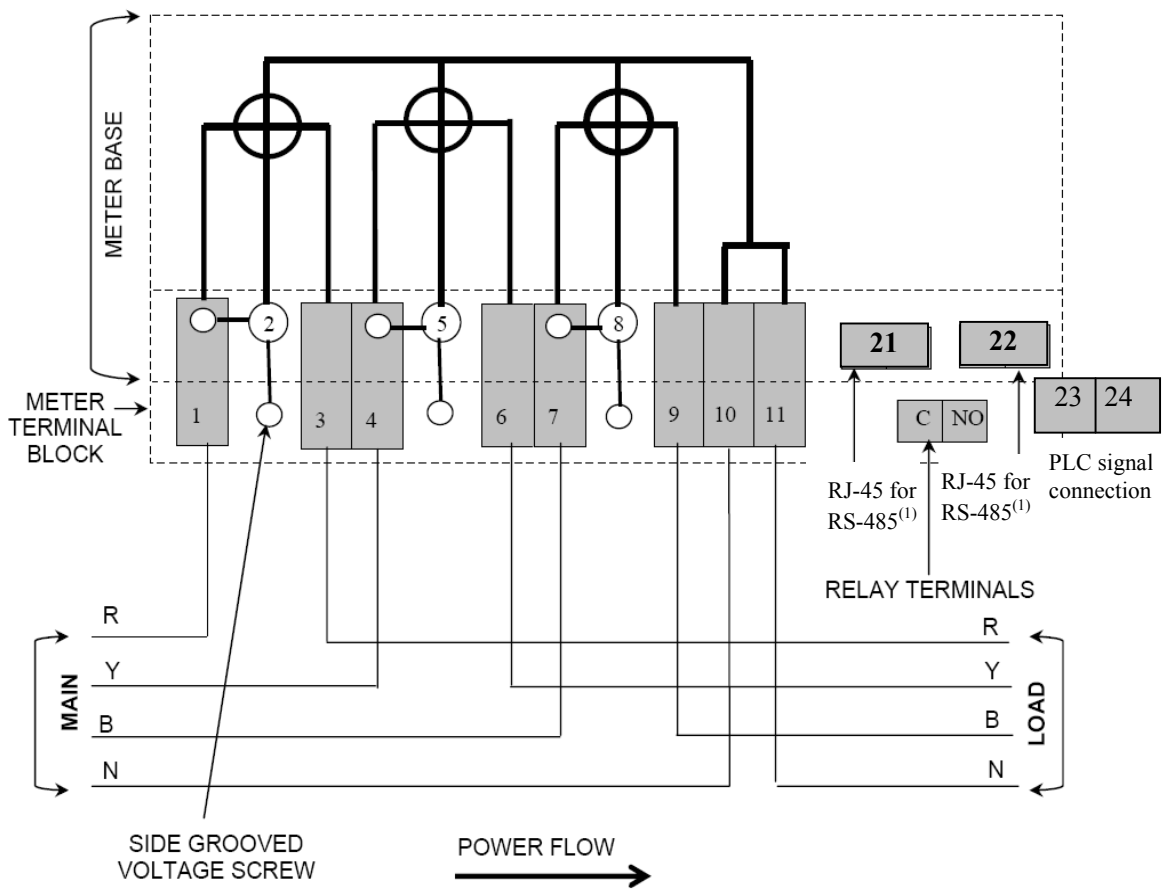 METER BASE
2
5
8
21
22
METER
TERMINAL
BLOCK
1
3
4
6
7
9
10
11
C
NO
23
24
RJ-45 for
RS-485(1)
RJ-45 for
RS-485(1)
PLC signal
connection
RELAY TERMINALS
MAIN
R
Y
B
N
R
Y
B
N
LOAD
SIDE GROOVED
VOLTAGE SCREW
POWER FLOW